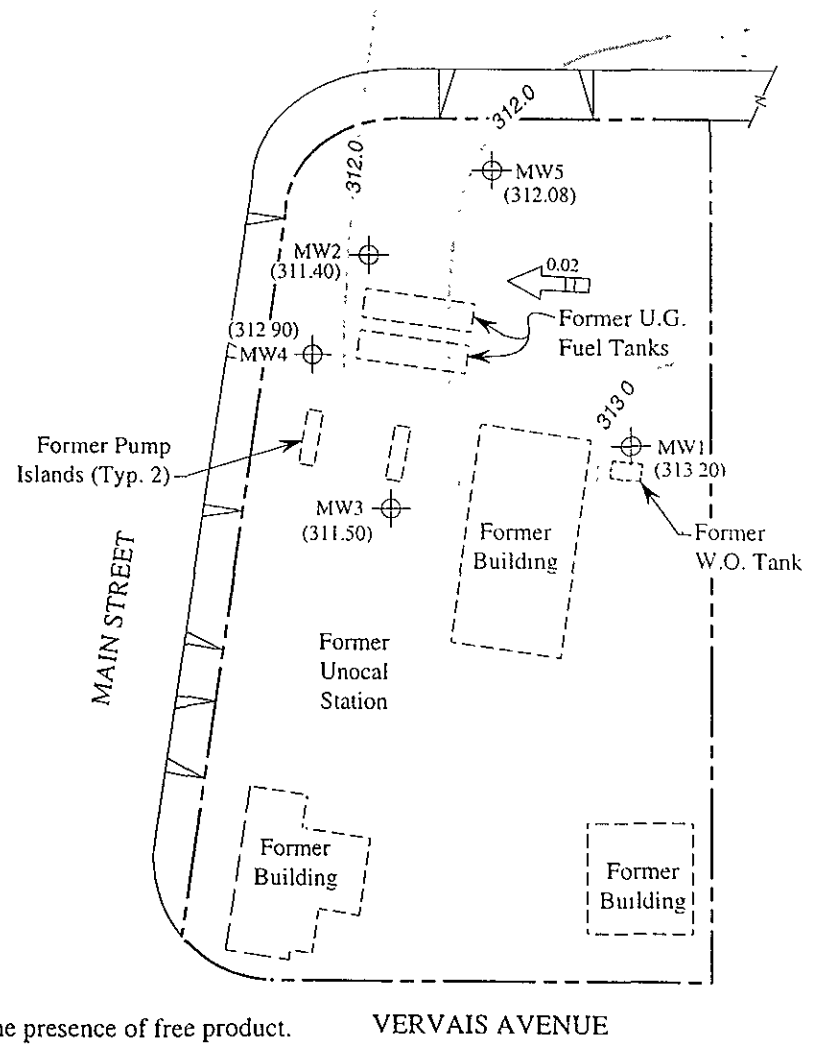 312.0
312.0
MW5
(312.08)
MW2
(311.40)
0.02
(312 90)
MW4
Former U.G.
Fuel Tanks
313.0
Former Pump
Islands (Typ. 2)
MW1
(313 20)
MW3
(311.50)
Former
Building
Former
W.O. Tank
MAIN STREET
Former
Unocal
Station
Former
Building
Former
Building
presence of free product.
VERVAIS AVENUE